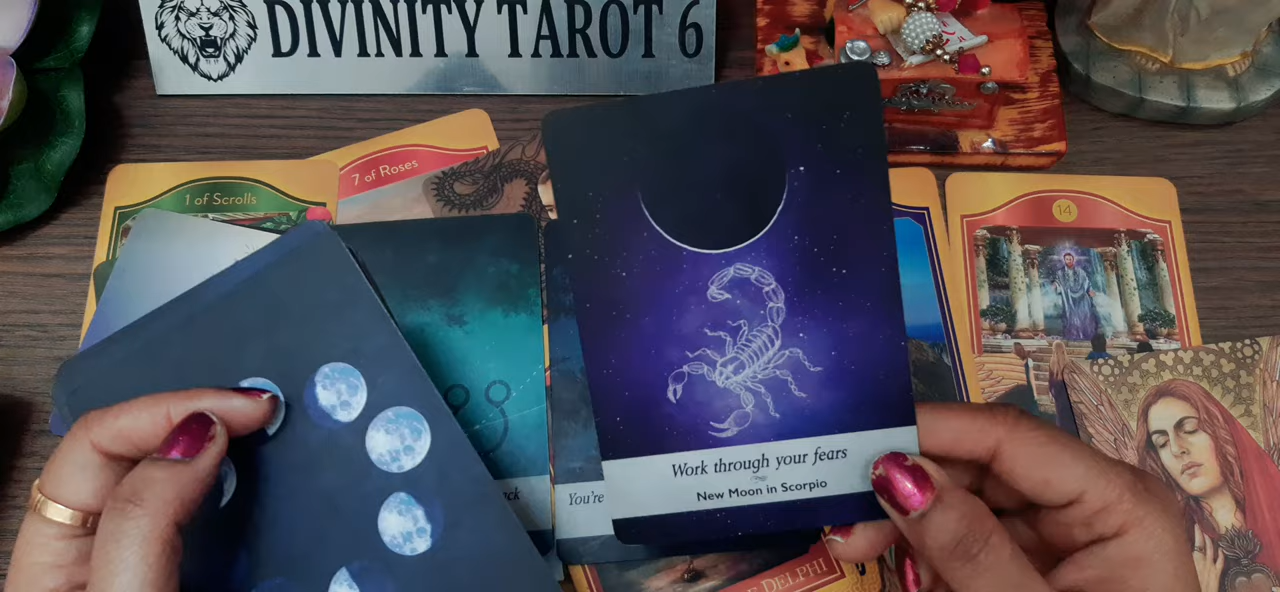 DIVINITY TAROT 6
7 of Roses
1 of Scrolls
14
Work through your fears
New Moon in Scorpio
You're
DELPHI